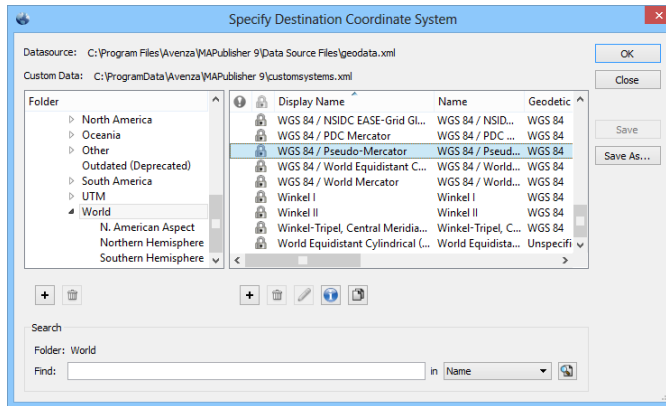 Specify Destination Coordinate System
Datasource: C:\Program Files\Avenza\MAPublisher 9\Data Source Files\geodata.xml
OK
Custom Data: C:\ProgramData\Avenza\MAPublisher 9\customsystems.xml
Close
Folder
Display Name Name Geodetic
North America WGS 84 / NSIDC EASE-Grid Gl... WGS 84 / NSID... WGS 84
Oceania WGS 84 / PDC Mercator WGS 84 / PDC ... WGS 84
Save
Other WGS 84 / Pseudo-Mercator WGS 84 / Pseud... WGS 84
Save As...
Outdated (Deprecated) WGS 84 / World Equidistant C... WGS 84 / World... WGS 84
South America WGS 84 / World Mercator WGS 84 / World... WGS 84
UTM Winkel I Winkel I WGS 84
World Winkel II Winkel II WGS 84
N. American Aspect Winkel-Tripel, Central Meridia... Winkel-Tripel, C... WGS 84
Northern Hemisphere World Equidistant Cylindrical (... World Equidista... Unspecifi
Southern Hemisphere
Search
Folder: World
Find: in Name